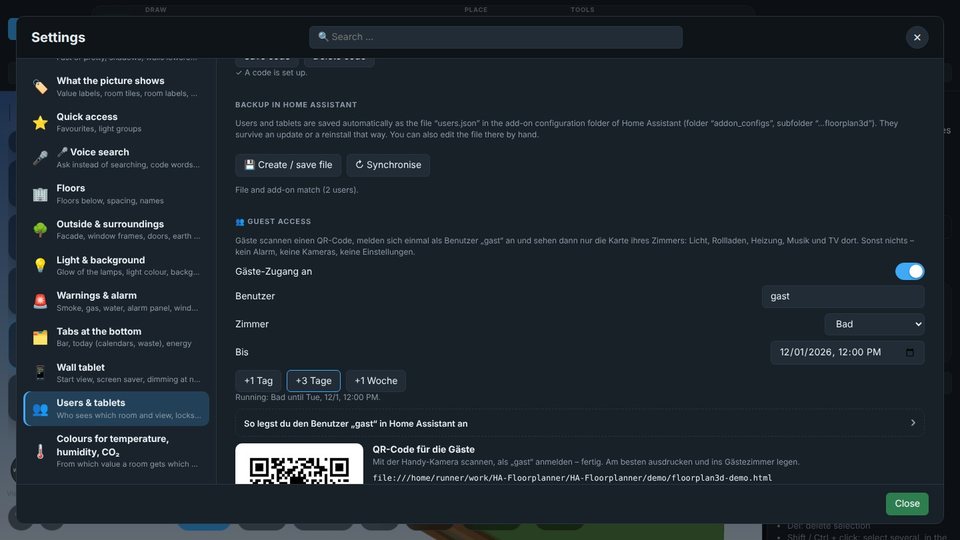 DRAW
PLACE
TOOLS
Settings
🔍 Search ...
✕
What the picture shows
Value labels, room tiles, room labels, ...
Quick access
Favourites, light groups
🎤 Voice search
Ask instead of searching, code words...
Floors
Floors below, spacing, names
Outside & surroundings
Facade, window frames, doors, earth ...
Light & background
Glow of the lamps, light colour, backg...
Warnings & alarm
Smoke, gas, water, alarm panel, wind...
Tabs at the bottom
Bar, today (calendars, waste), energy
Wall tablet
Start view, screen saver, dimming at n...
Users & tablets
Who sees which room and view, locks...
Colours for temperature,
humidity, CO₂
From which value a room gets which ...
✓ A code is set up.
BACKUP IN HOME ASSISTANT
Users and tablets are saved automatically as the file “users.json” in the add-on configuration folder of Home Assistant (folder “addon_configs”, subfolder “…floorplan3d”). They
survive an update or a reinstall that way. You can also edit the file there by hand.
💾 Create / save file
↻ Synchronise
File and add-on match (2 users).
👥 GUEST ACCESS
Gäste scannen einen QR-Code, melden sich einmal als Benutzer „gast“ an und sehen dann nur die Karte ihres Zimmers: Licht, Rollladen, Heizung, Musik und TV dort. Sonst nichts –
kein Alarm, keine Kameras, keine Einstellungen.
Gäste-Zugang an
Benutzer
gast
Zimmer
Bad
Bis
12/01/2026, 12:00 PM
+1 Tag
+3 Tage
+1 Woche
Running: Bad until Tue, 12/1, 12:00 PM.
So legst du den Benutzer „gast“ in Home Assistant an
QR-Code für die Gäste
Mit der Handy-Kamera scannen, als „gast“ anmelden – fertig. Am besten ausdrucken und ins Gästezimmer legen.
file:///home/runner/work/HA-Floorplanner/HA-Floorplanner/demo/floorplan3d-demo.html
Close
Del: delete selection
Shift / Ctrl + click: select several, in the